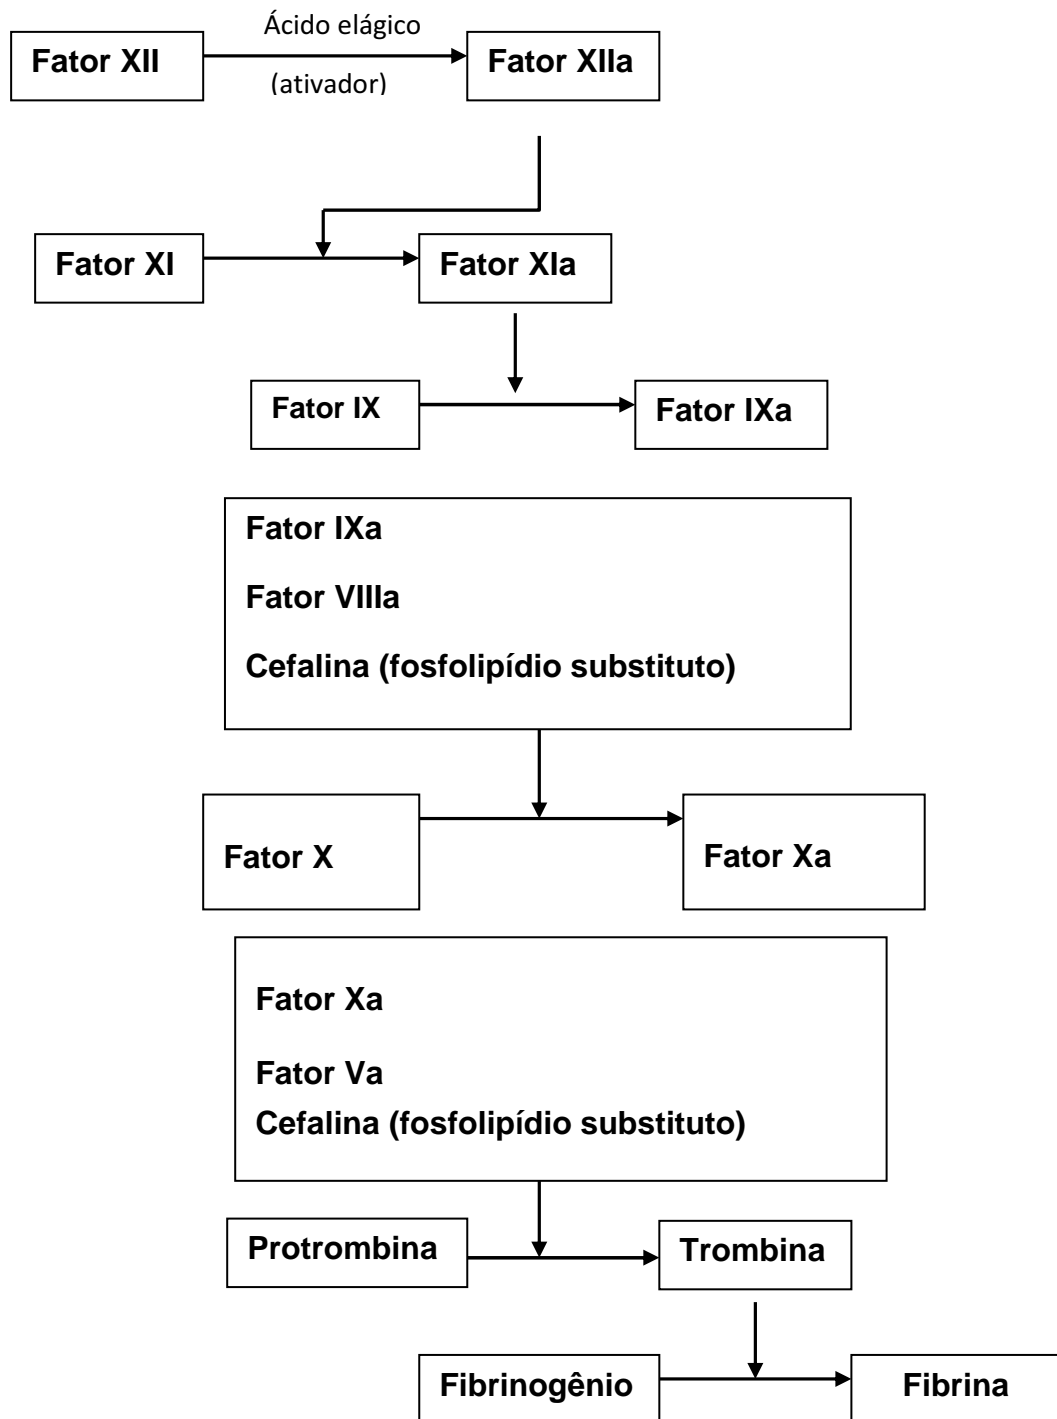 Ácido elágico
Fator XII
Fator XIIa
(ativador)
Fator XI
Fator XIa
Fator IX
Fator IXa
Fator IXa
Fator VIIIa
Cefalina (fosfolipídio substituto)
Fator X
Fator Xa
Fator Xa
Fator Va
Cefalina (fosfolipídio substituto)
Protrombina
Trombina
Fibrinogênio
Fibrina